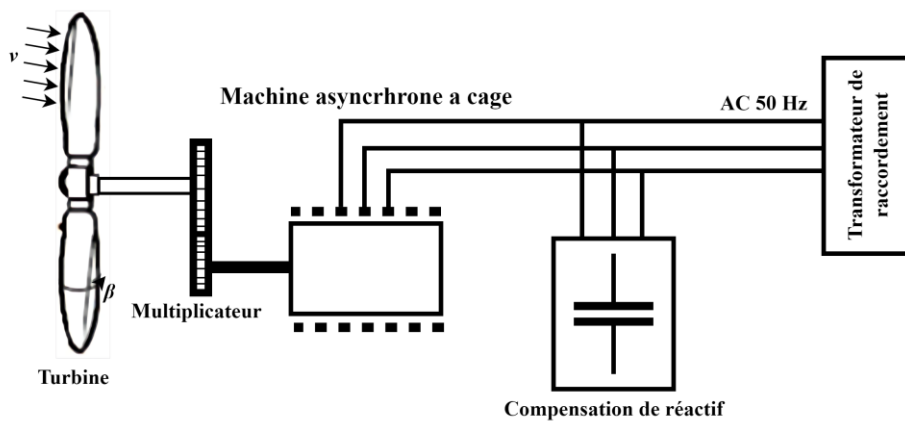 v
Machine asyncrhrone a cage
AC 50 Hz
Transformateur de
raccordement
β
Multiplicateur
Turbine
Compensation de réactif